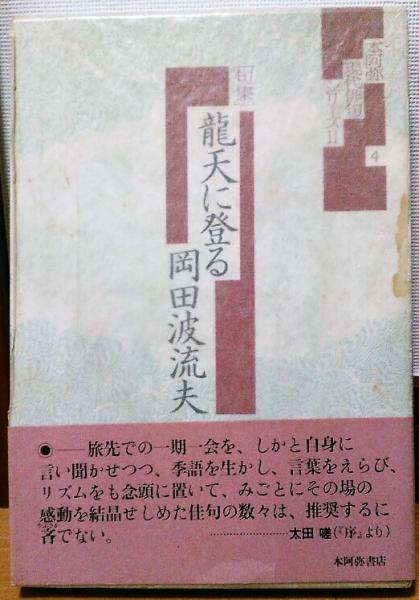 本阿弥
現代俳句
シリーズII
4
句集
龍天に登る
岡田波流夫
●――旅先での一期一会を、しかと自身に
言い聞かせつつ、季語を生かし、言葉をえらび、
リズムをも念頭に置いて、みごとにその場の
感動を結晶せしめた佳句の数々は、推奨するに
吝でない。 …………太田 嗟(『序』より)
やぶさか
本阿弥書店